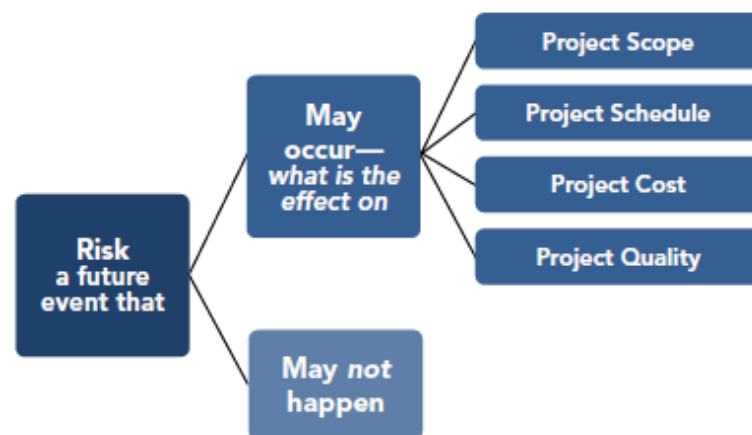 Risk
a future
event that
May
occur—
what is the
effect on
May not
happen
Project Scope
Project Schedule
Project Cost
Project Quality